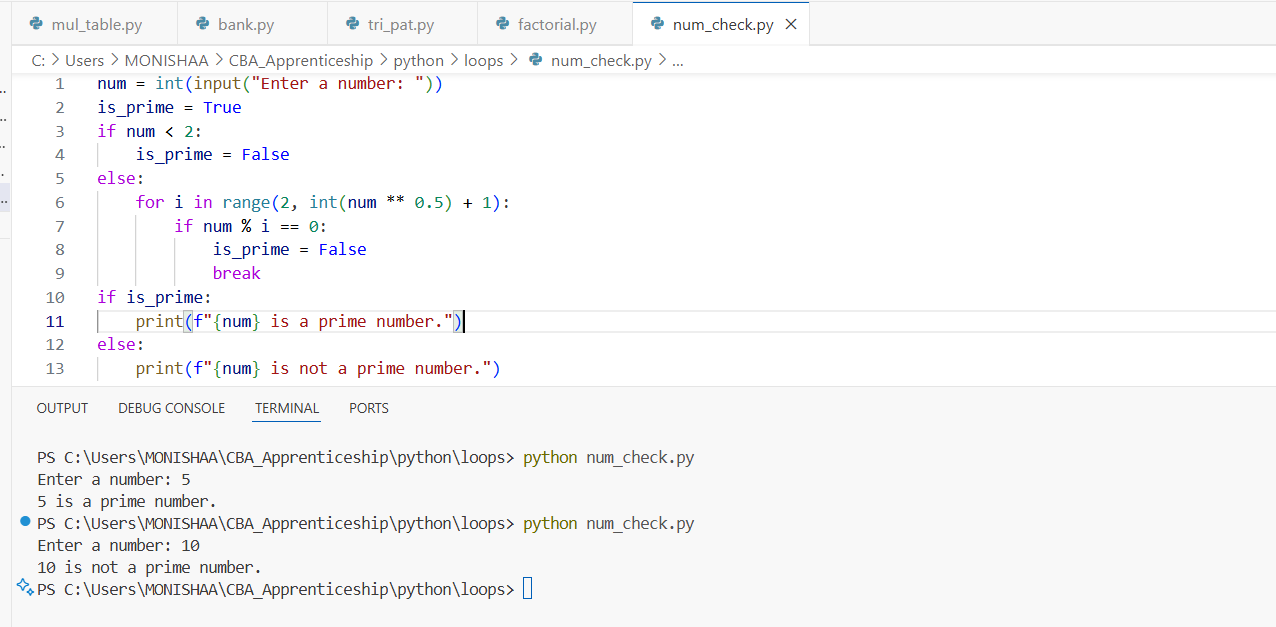 mul_table.py bank.py tri_pat.py factorial.py num_check.py
C: > Users > MONISHAA > CBA_Apprenticeship > python > loops > num_check.py > ...
1 num = int(input("Enter a number: "))
2 is_prime = True
3 if num < 2:
4     is_prime = False
5 else:
6     for i in range(2, int(num ** 0.5) + 1):
7         if num % i == 0:
8             is_prime = False
9             break
10 if is_prime:
11     print(f"{num} is a prime number.")
12 else:
13     print(f"{num} is not a prime number.")
OUTPUT DEBUG CONSOLE TERMINAL PORTS
PS C:\Users\MONISHAA\CBA_Apprenticeship\python\loops> python num_check.py
Enter a number: 5
5 is a prime number.
PS C:\Users\MONISHAA\CBA_Apprenticeship\python\loops> python num_check.py
Enter a number: 10
10 is not a prime number.
PS C:\Users\MONISHAA\CBA_Apprenticeship\python\loops>